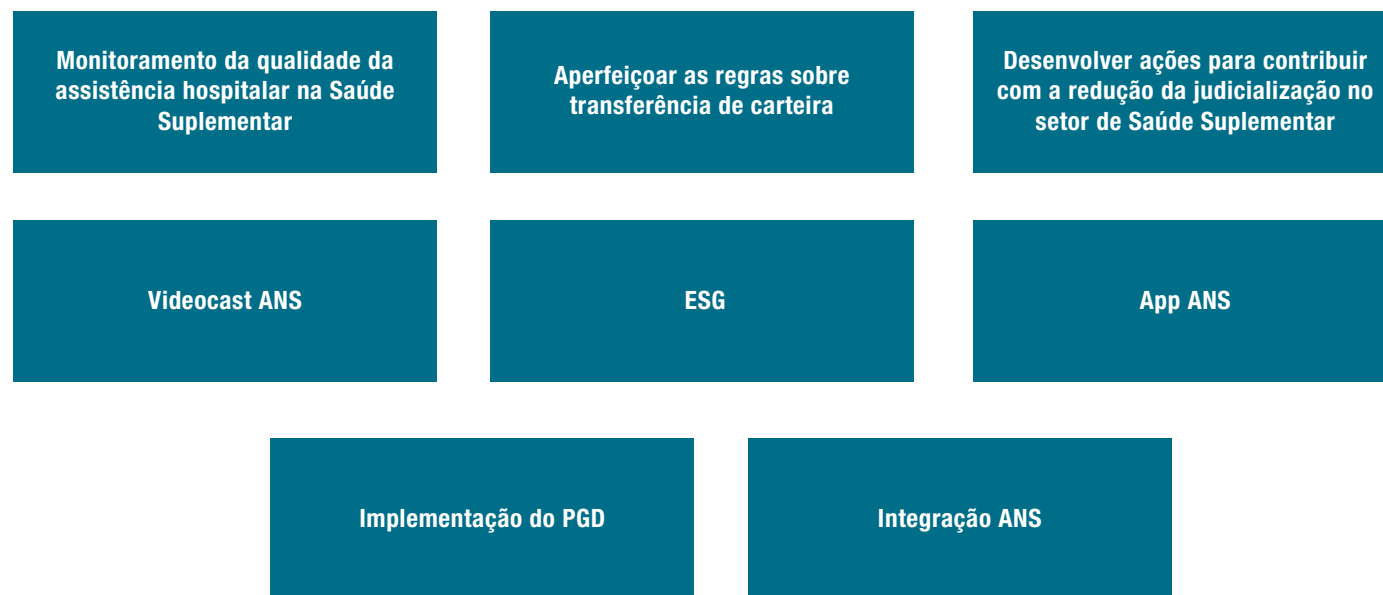 Monitoramento da qualidade da
assistência hospitalar na Saúde
Suplementar
Aperfeiçoar as regras sobre
transferência de carteira
Desenvolver ações para contribuir
com a redução da judicialização no
setor de Saúde Suplementar
Videocast ANS
ESG
App ANS
Implementação do PGD
Integração ANS